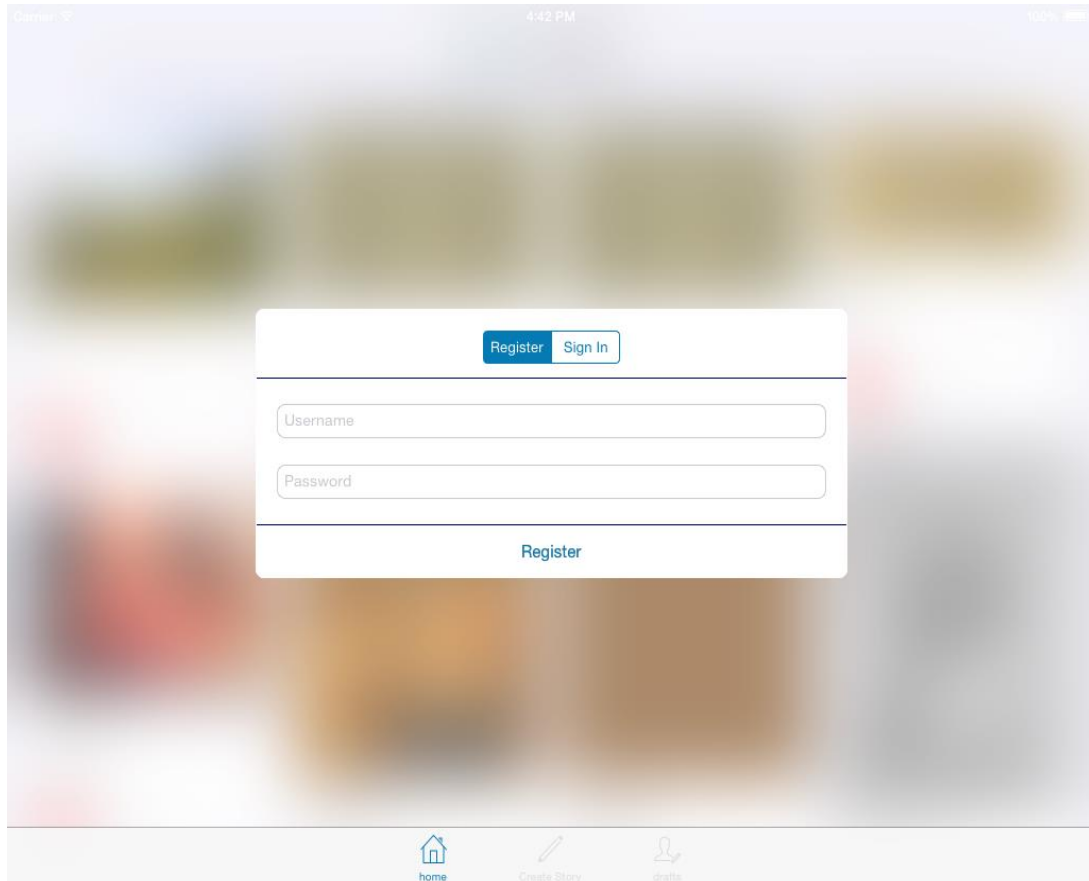 Carrier 4:42 PM 100%
Register Sign In
Username
Password
Register
home Create Story drafts